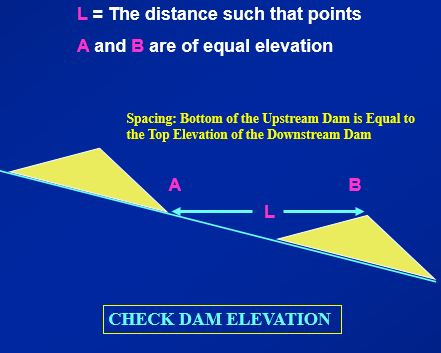 L = The distance such that points
A and B are of equal elevation
Spacing: Bottom of the Upstream Dam is Equal to
the Top Elevation of the Downstream Dam
A
B
L
CHECK DAM ELEVATION